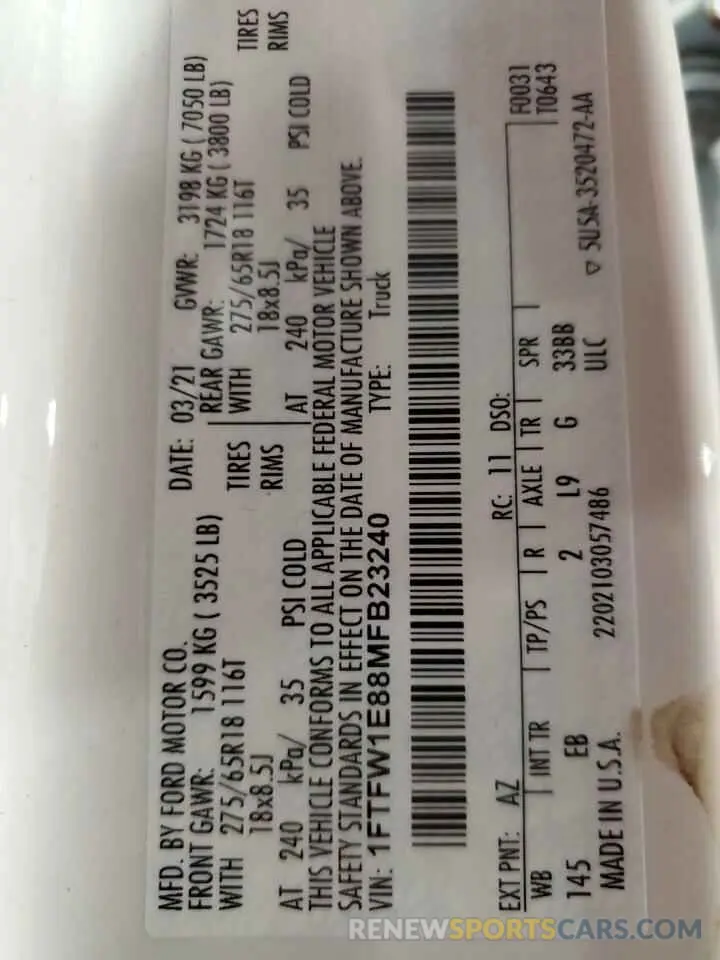 MFD. BY FORD MOTOR CO.
DATE: 03/21 GVWR: 3198 KG ( 7050 LB)
FRONT GAWR: 1599 KG ( 3525 LB)
REAR GAWR: 1724 KG ( 3800 LB)
WITH 275/65R18 116T TIRES
WITH 275/65R18 116T TIRES
18x8.5J RIMS
18x8.5J RIMS
AT 240 kPa/ 35 PSI COLD
AT 240 kPa/ 35 PSI COLD
THIS VEHICLE CONFORMS TO ALL APPLICABLE FEDERAL MOTOR VEHICLE
SAFETY STANDARDS IN EFFECT ON THE DATE OF MANUFACTURE SHOWN ABOVE.
VIN: 1FTFW1E88MFB23240 TYPE: Truck
EXT PNT: AZ RC: 11 DSO: F0031
T0643
WB INT TR TP/PS R AXLE TR SPR
145 EB 2 L9 G 33BB
ULC
MADE IN U.S.A. 2202103057486 ▽ 5U5A-3520472-AA
RENEWSPORTSCARS.COM